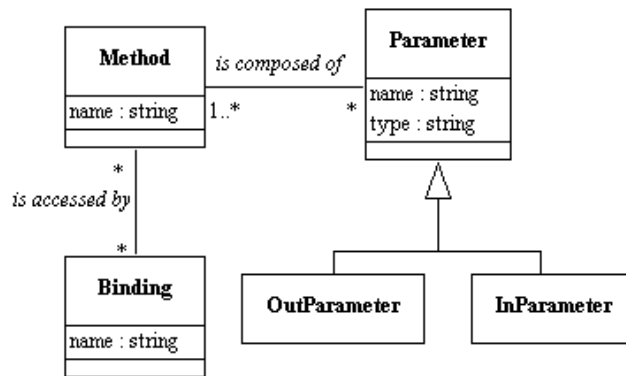 Method
name : string
is composed of
1..*
*
Parameter
name : string
type : string
*
is accessed by
*
Binding
name : string
OutParameter
InParameter